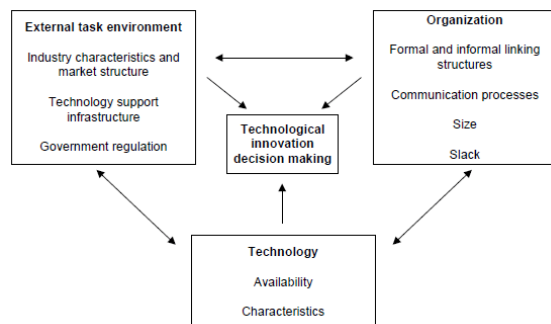 External task environment
Industry characteristics and
market structure
Technology support
infrastructure
Government regulation
Organization
Formal and informal linking
structures
Communication processes
Size
Slack
Technological
innovation
decision making
Technology
Availability
Characteristics